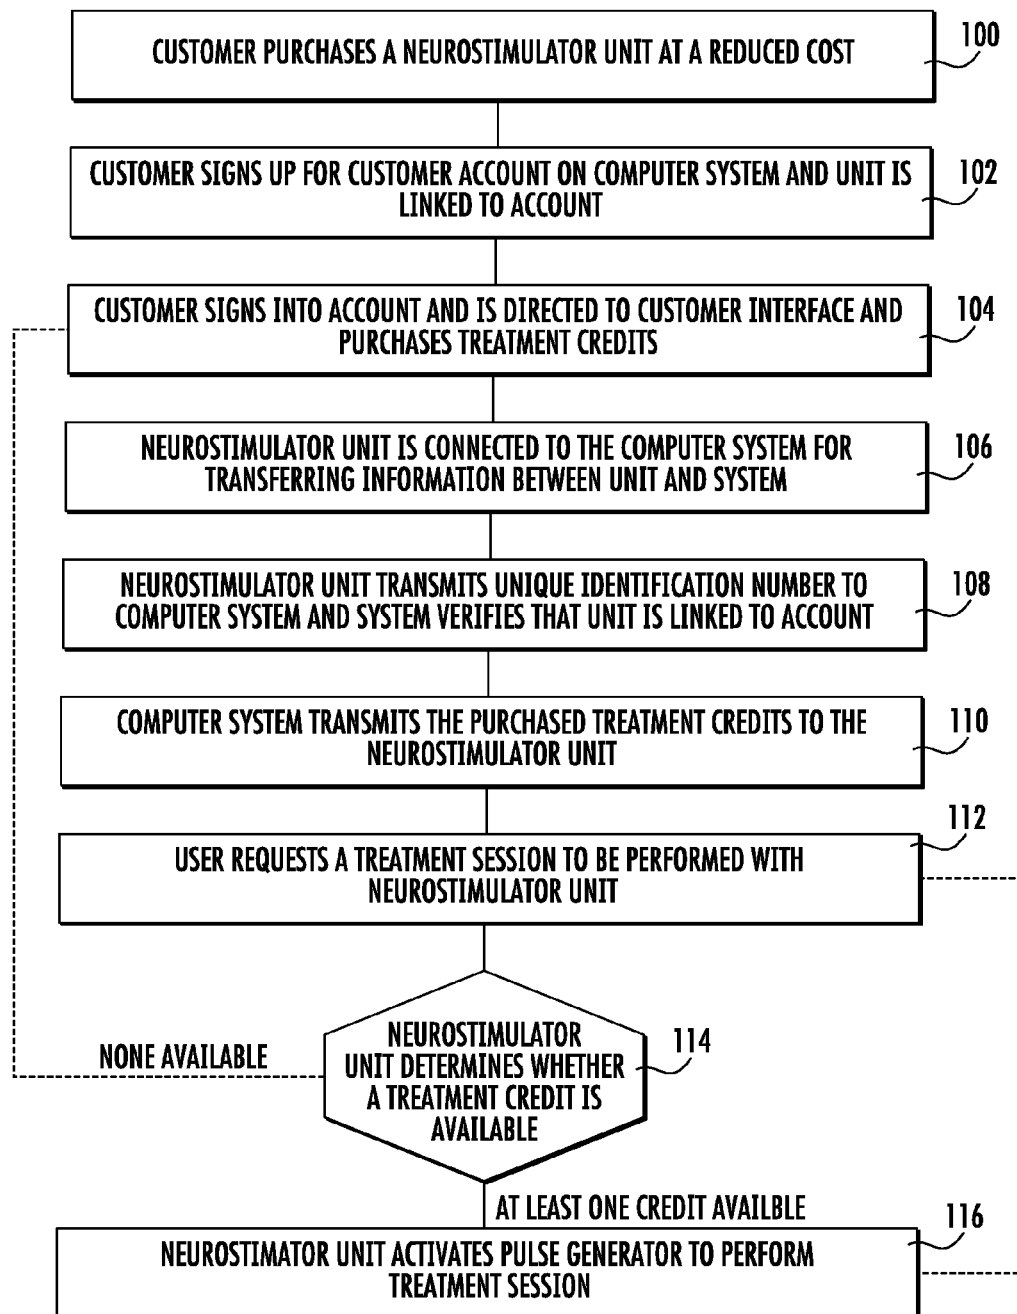 CUSTOMER PURCHASES A NEUROSTIMULATOR UNIT AT A REDUCED COST
100
CUSTOMER SIGNS UP FOR CUSTOMER ACCOUNT ON COMPUTER SYSTEM AND UNIT IS
LINKED TO ACCOUNT
102
CUSTOMER SIGNS INTO ACCOUNT AND IS DIRECTED TO CUSTOMER INTERFACE AND
PURCHASES TREATMENT CREDITS
104
NEUROSTIMULATOR UNIT IS CONNECTED TO THE COMPUTER SYSTEM FOR
TRANSFERRING INFORMATION BETWEEN UNIT AND SYSTEM
106
NEUROSTIMULATOR UNIT TRANSMITS UNIQUE IDENTIFICATION NUMBER TO
COMPUTER SYSTEM AND SYSTEM VERIFIES THAT UNIT IS LINKED TO ACCOUNT
108
COMPUTER SYSTEM TRANSMITS THE PURCHASED TREATMENT CREDITS TO THE
NEUROSTIMULATOR UNIT
110
USER REQUESTS A TREATMENT SESSION TO BE PERFORMED WITH
NEUROSTIMULATOR UNIT
112
NEUROSTIMULATOR
UNIT DETERMINES WHETHER
A TREATMENT CREDIT IS
AVAILABLE
114
NONE AVAILABLE
AT LEAST ONE CREDIT AVAILBLE
NEUROSTIMATOR UNIT ACTIVATES PULSE GENERATOR TO PERFORM
TREATMENT SESSION
116